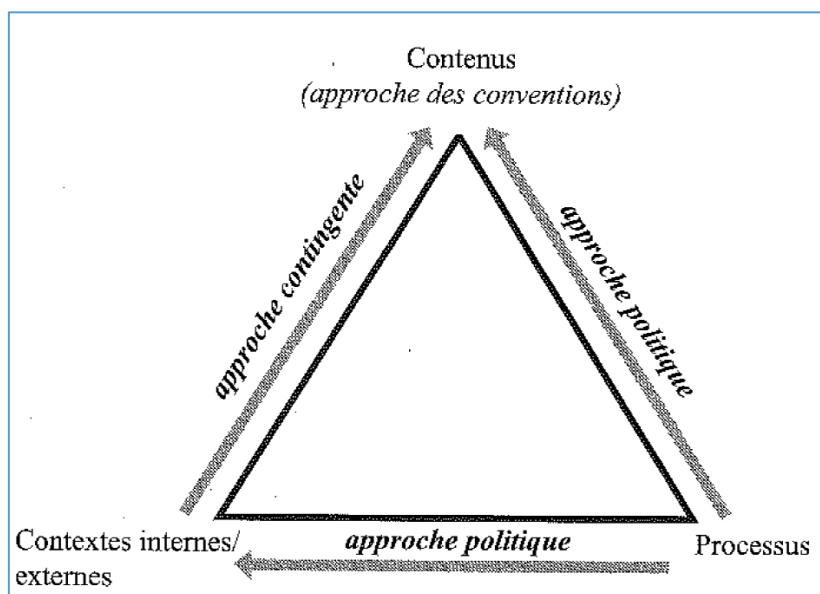 Contenus
(approche des conventions)
approche contingente
approche politique
Contextes internes/
externes
approche politique
Processus